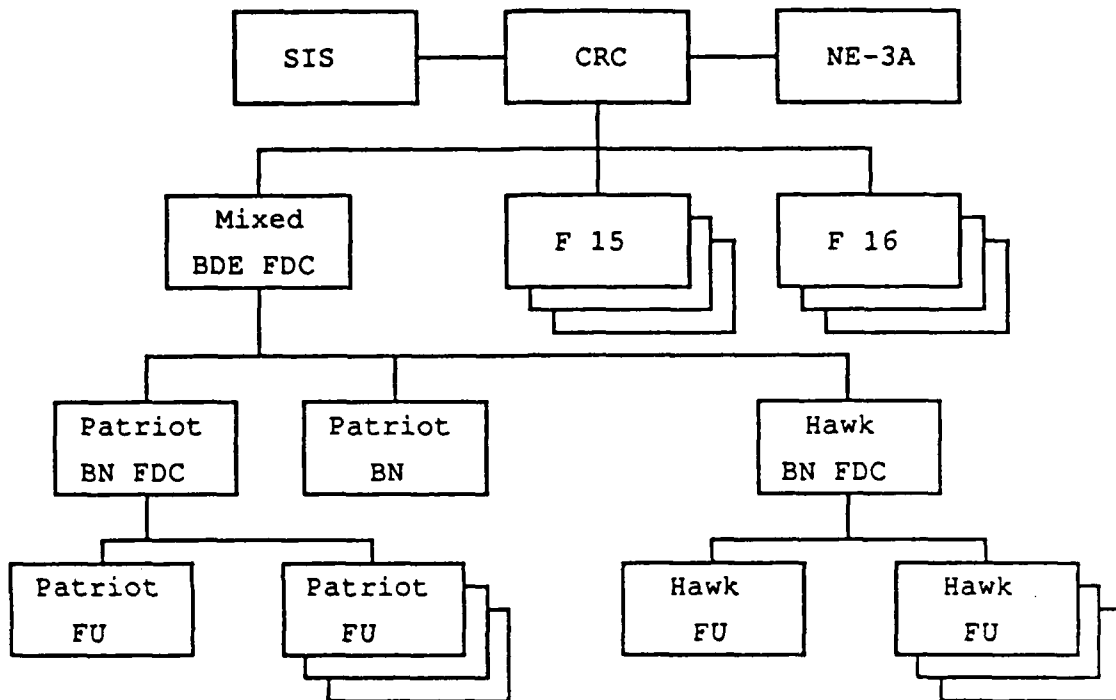 SIS
CRC
NE-3A
Mixed
BDE FDC
F 15
F 16
Patriot
BN FDC
Patriot
BN
Hawk
BN FDC
Patriot
FU
Patriot
FU
Hawk
FU
Hawk
FU